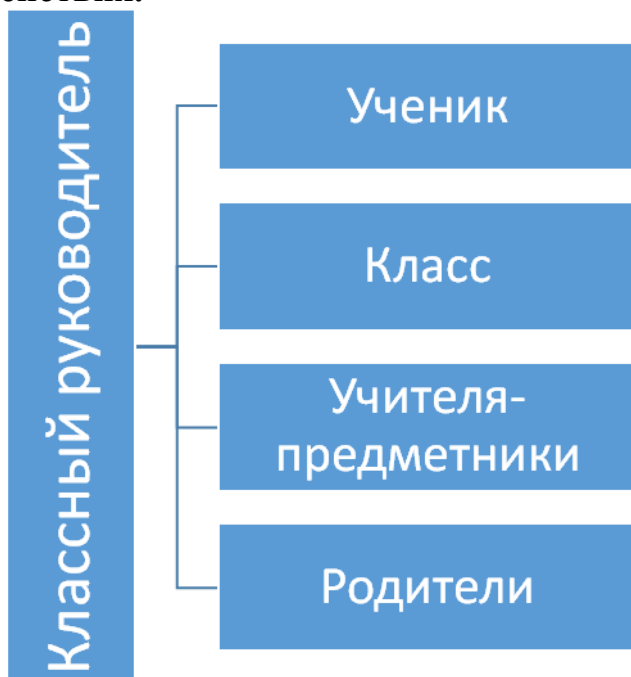 Классный руководитель
Ученик
Класс
Учителя-
предметники
Родители